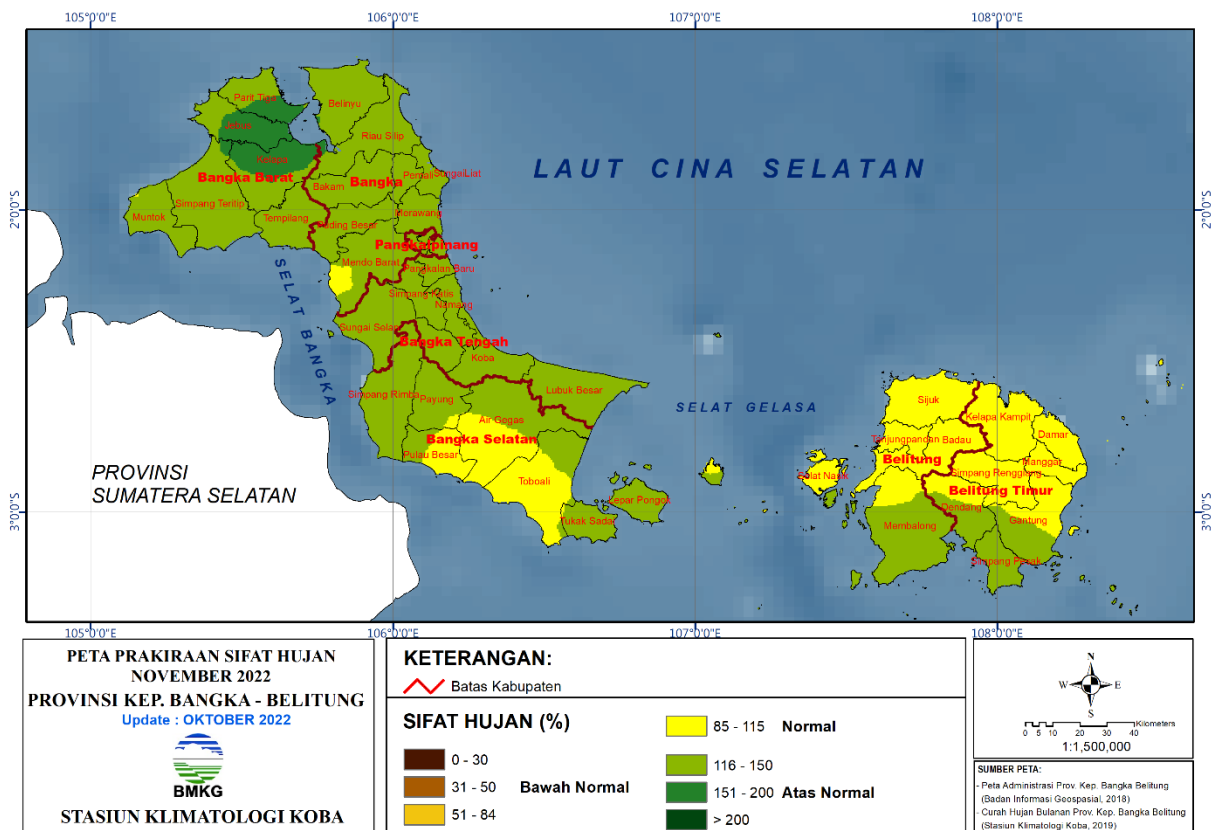 105°0'0"E
106°0'0"E
107°0'0"E
108°0'0"E
2°0'0"S
2°0'0"S
3°0'0"S
3°0'0"S
Parit Tiga
Jebus
Kelapa
Bangka Barat
Simpang Teritip
Muntok
Tempilang
Belinyu
Riau Silip
Bakam
Bangka
Pemali
SungaiLiat
Merawang
Puding Besar
Pangkalpinang
Mendo Barat
Pangkalan Baru
Simpang Katis
Namang
Sungai Selan
Bangka Tengah
Koba
Lubuk Besar
Simpang Rimba
Payung
Air Gegas
Bangka Selatan
Pulau Besar
Toboali
Tukak Sadai
Lepar Pongok
LAUT CINA SELATAN
SELAT BANGKA
SELAT GELASA
PROVINSI
SUMATERA SELATAN
Sijuk
Kelapa Kampit
Damar
Tanjungpandan
Badau
Manggar
Belitung
Selat Nasik
Simpang Renggiang
Belitung Timur
Dendang
Gantung
Membalong
Simpang Pesak
105°0'0"E
106°0'0"E
107°0'0"E
108°0'0"E
PETA PRAKIRAAN SIFAT HUJAN
NOVEMBER 2022
PROVINSI KEP. BANGKA - BELITUNG
Update : OKTOBER 2022
BMKG
STASIUN KLIMATOLOGI KOBA
KETERANGAN:
Batas Kabupaten
SIFAT HUJAN (%)
0 - 30
31 - 50 Bawah Normal
51 - 84
85 - 115 Normal
116 - 150
151 - 200 Atas Normal
> 200
N
W E
S
Kilometers
0 5 10 20 30 40
1:1,500,000
SUMBER PETA:
- Peta Administrasi Prov. Kep. Bangka Belitung
(Badan Informasi Geospasial, 2018)
- Curah Hujan Bulanan Prov. Kep. Bangka Belitung
(Stasiun Klimatologi Koba, 2019)